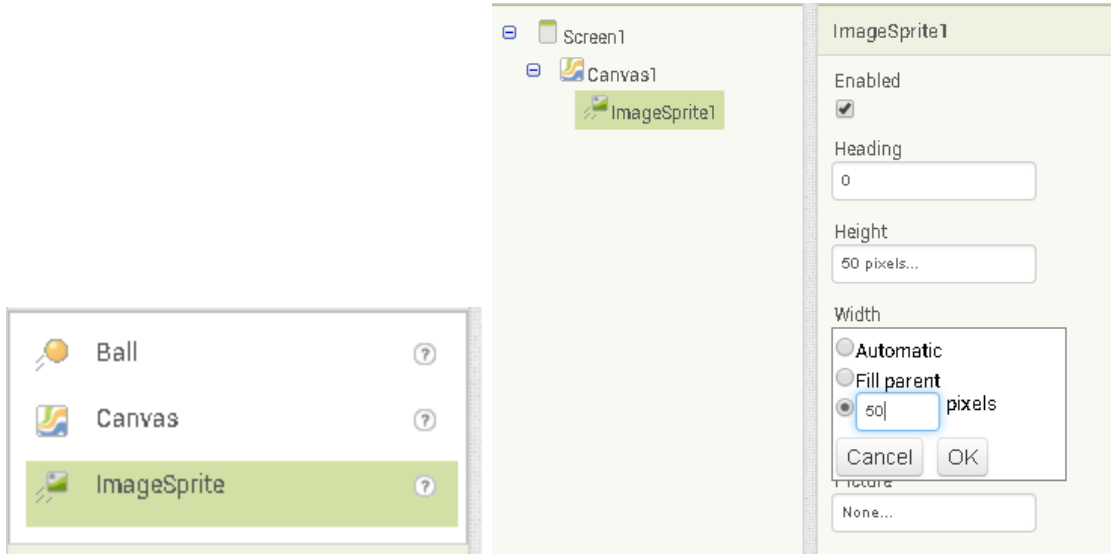 Ball
?
Canvas
?
ImageSprite
?
Screen1
Canvas1
ImageSprite1
ImageSprite1
Enabled
Heading
0
Height
50 pixels...
Width
Automatic
Fill parent
50 pixels
Cancel OK
Picture
None...